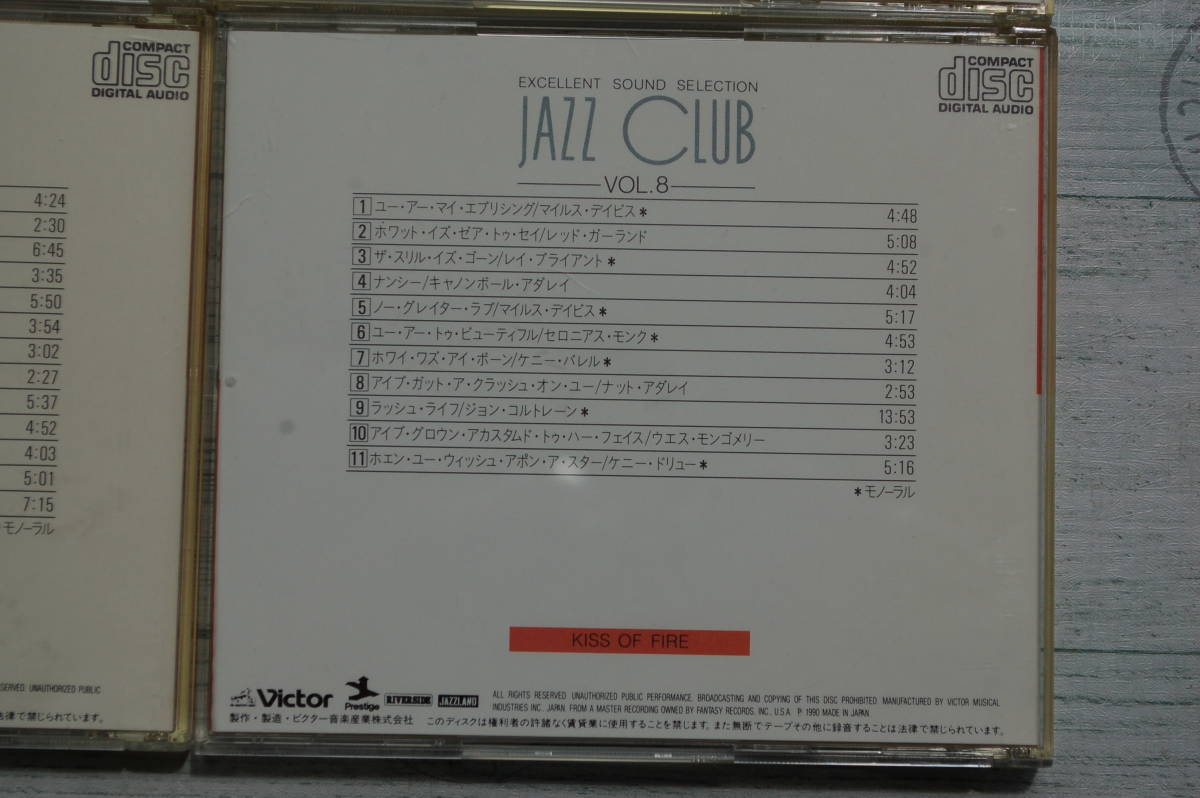 COMPACT
disc
DIGITAL AUDIO
4:24
2:30
6:45
3:35
5:50
3:54
3:02
2:27
5:37
4:52
4:03
5:01
7:15
モノーラル
SERVED. UNAUTHORIZED PUBLIC
法律で禁じられています。
COMPACT
disc
DIGITAL AUDIO
EXCELLENT SOUND SELECTION
JAZZ CLUB
VOL.8
1 ユー・アー・マイ・エブリシング/マイルス・デイビス* 4:48
2 ホワット・イズ・ゼア・トゥ・セイ/レッド・ガーランド 5:08
3 ザ・スリル・イズ・ゴーン/レイ・ブライアント* 4:52
4 ナンシー/キャノンボール・アダレイ 4:04
5 ノー・グレイター・ラブ/マイルス・デイビス* 5:17
6 ユー・アー・トゥ・ビューティフル/セロニアス・モンク* 4:53
7 ホワイ・ワズ・アイ・ボーン/ケニー・バレル* 3:12
8 アイブ・ガット・ア・クラッシュ・オン・ユー/ナット・アダレイ 2:53
9 ラッシュ・ライフ/ジョン・コルトレーン* 13:53
10 アイブ・グロウン・アカスタムド・トゥ・ハー・フェイス/ウエス・モンゴメリー 3:23
11 ホエン・ユー・ウィッシュ・アポン・ア・スター/ケニー・ドリュー* 5:16
*モノーラル
KISS OF FIRE
Victor Prestige RIVERSIDE JAZZLAND
ALL RIGHTS RESERVED. UNAUTHORIZED PUBLIC PERFORMANCE, BROADCASTING AND COPYING OF THIS DISC PROHIBITED. MANUFACTURED BY VICTOR MUSICAL
INDUSTRIES INC. JAPAN. FROM A MASTER RECORDING OWNED BY FANTASY RECORDS, INC., U.S.A. Ⓟ 1990 MADE IN JAPAN
製作・製造・ビクター音楽産業株式会社 このディスクは権利者の許諾なく賃貸業に使用することを禁じます。また無断でテープその他に録音することは法律で禁じられています。